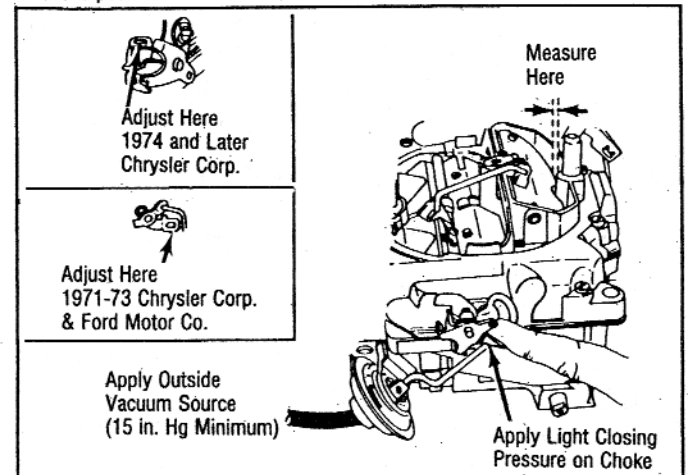 Adjust Here
1974 and Later
Chrysler Corp.
Adjust Here
1971-73 Chrysler Corp.
& Ford Motor Co.
Measure
Here
Apply Outside
Vacuum Source
(15 in. Hg Minimum)
Apply Light Closing
Pressure on Choke